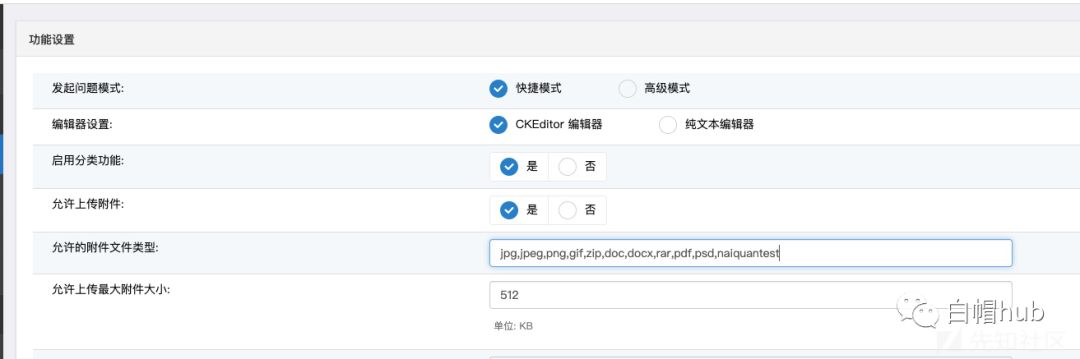 功能设置
发起问题模式: 快捷模式 高级模式
编辑器设置: CKEditor 编辑器 纯文本编辑器
启用分类功能: 是 否
允许上传附件: 是 否
允许的附件文件类型: jpg,jpeg,png,gif,zip,doc,docx,rar,pdf,psd,naiquantest
允许上传最大附件大小: 512
单位: KB
白帽hub
先知社区